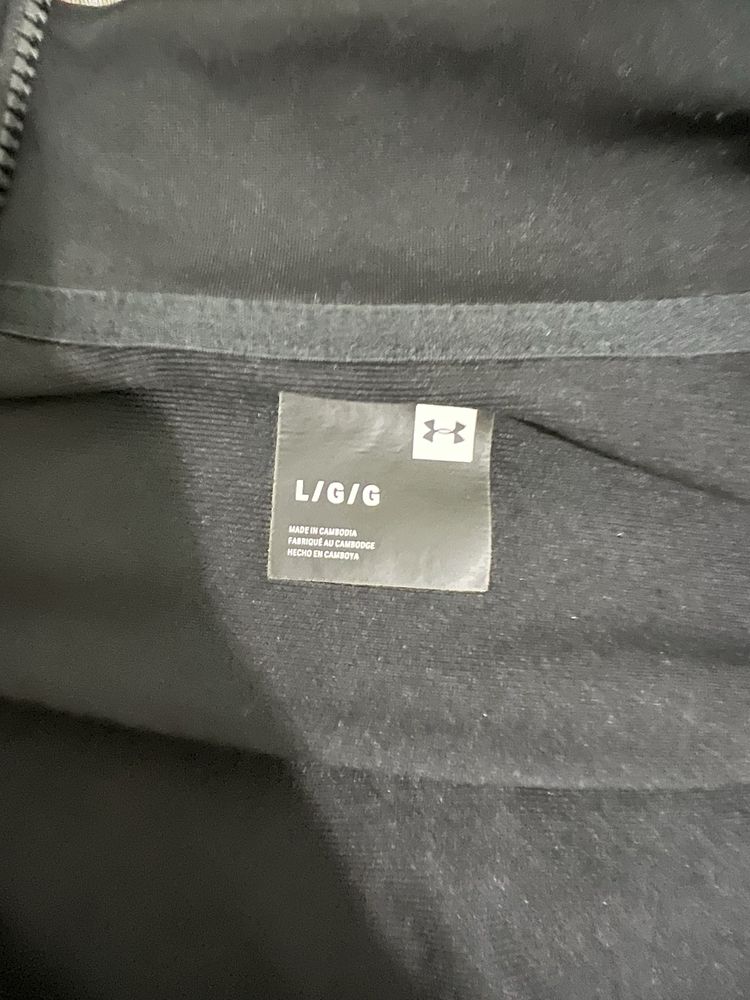 L/G/G
MADE IN CAMBODIA
FABRIQUÉ AU CAMBODGE
HECHO EN CAMBOYA